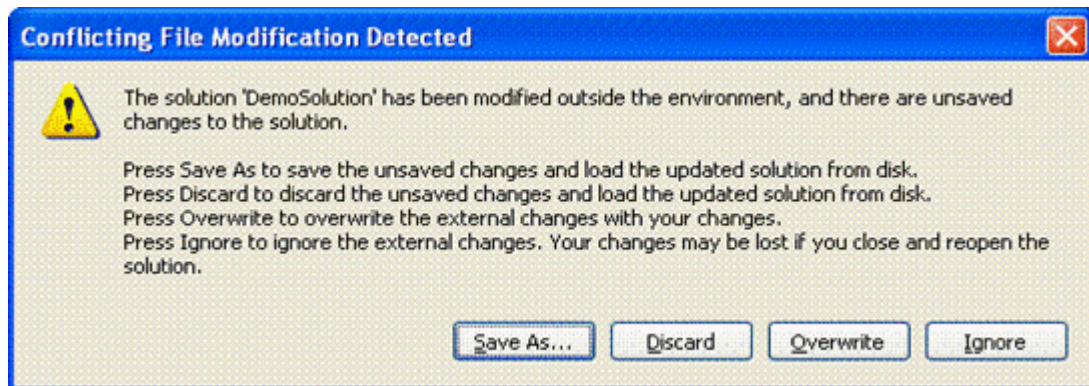 Conflicting File Modification Detected
The solution 'DemoSolution' has been modified outside the environment, and there are unsaved
changes to the solution.
Press Save As to save the unsaved changes and load the updated solution from disk.
Press Discard to discard the unsaved changes and load the updated solution from disk.
Press Overwrite to overwrite the external changes with your changes.
Press Ignore to ignore the external changes. Your changes may be lost if you close and reopen the
solution.
Save As... Discard Overwrite Ignore